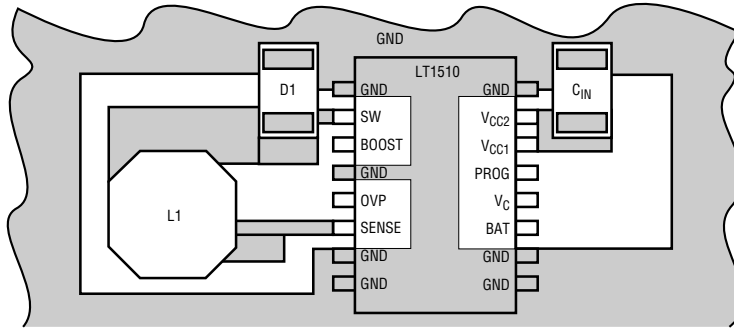 GND
LT1510
D1
C_IN
GND
SW
BOOST
GND
OVP
SENSE
GND
GND
GND
V_CC2
V_CC1
PROG
V_C
BAT
GND
GND
L1